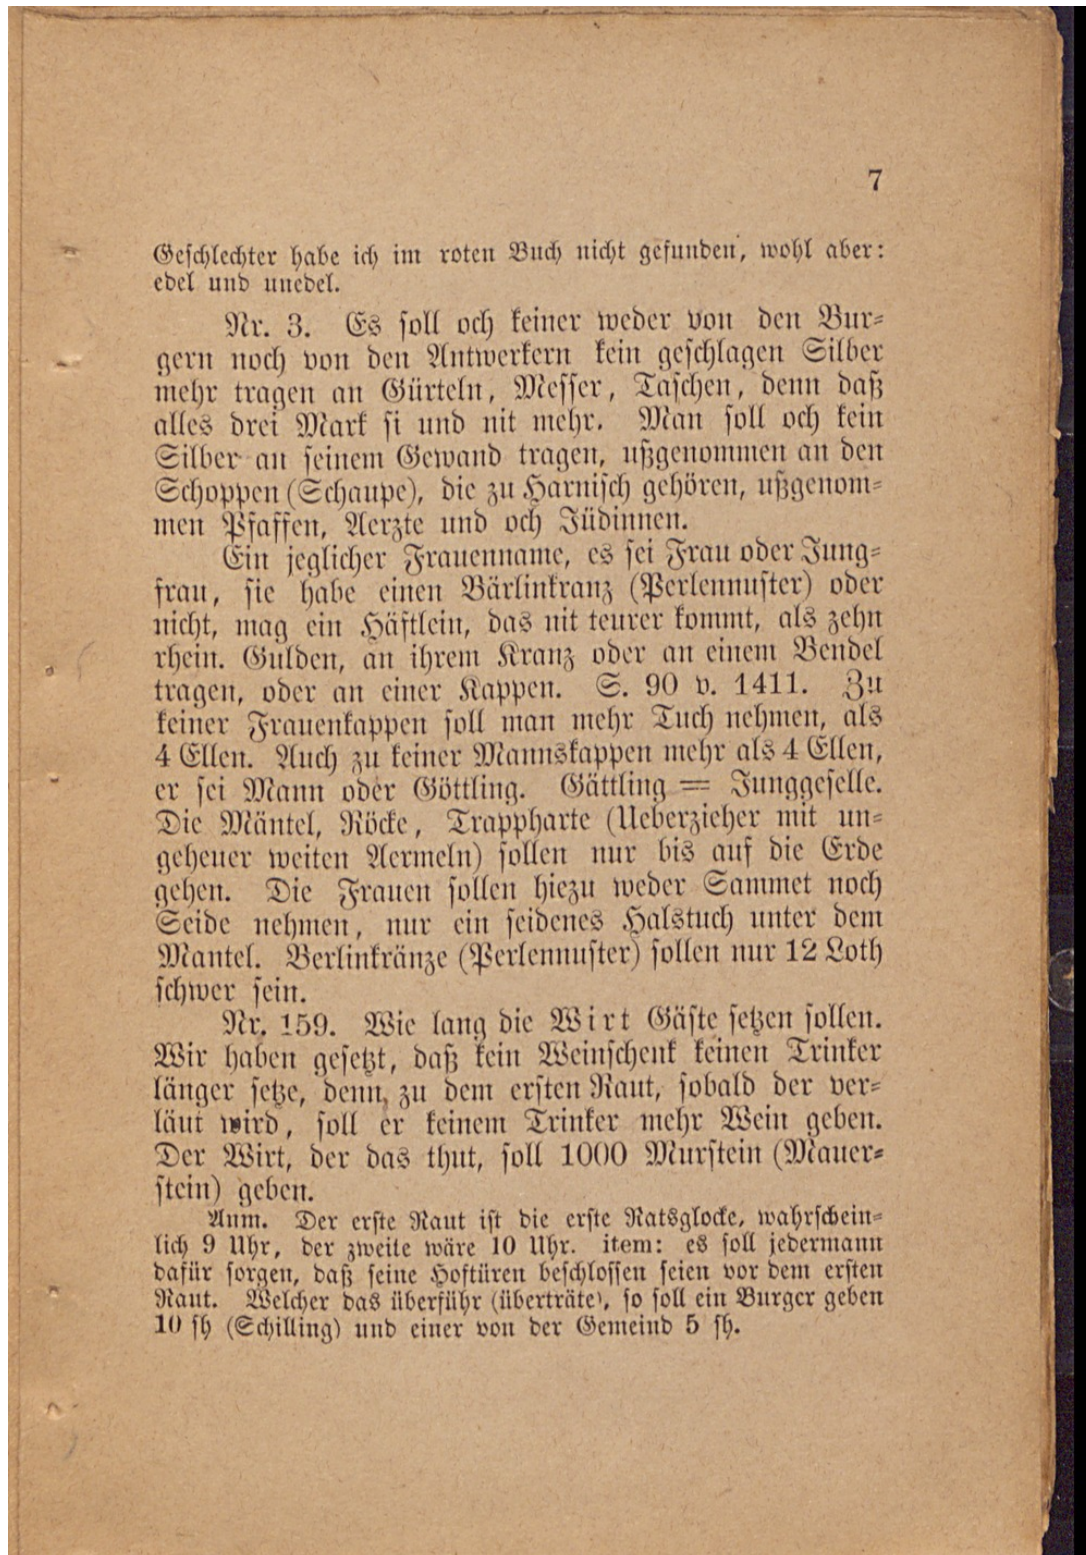 7
Geschlechter habe ich im roten Buch nicht gefunden, wohl aber:
edel und unedel.
Nr. 3. Es soll och keiner weder von den Bur-
gern noch von den Antwerkern kein geschlagen Silber
mehr tragen an Gürteln, Messer, Taschen, denn daß
alles drei Mark si und nit mehr. Man soll och kein
Silber an seinem Gewand tragen, ußgenommen an den
Schoppen (Schaupe), die zu Harnisch gehören, ußgenom-
men Pfaffen, Aerzte und och Jüdinnen.
Ein jeglicher Frauenname, es sei Frau oder Jung-
frau, sie habe einen Bärlinkranz (Perlenmuster) oder
nicht, mag ein Häftlein, das nit teurer kommt, als zehn
rhein. Gulden, an ihrem Kranz oder an einem Bendel
tragen, oder an einer Kappen. S. 90 v. 1411. Zu
keiner Frauenkappen soll man mehr Tuch nehmen, als
4 Ellen. Auch zu keiner Mannskappen mehr als 4 Ellen,
er sei Mann oder Göttling. Gättling = Junggeselle.
Die Mäntel, Röcke, Trappharte (Ueberzieher mit un-
geheuer weiten Aermeln) sollen nur bis auf die Erde
gehen. Die Frauen sollen hiezu weder Sammet noch
Seide nehmen, nur ein seidenes Halstuch unter dem
Mantel. Berlinkränze (Perlenmuster) sollen nur 12 Loth
schwer sein.
Nr. 159. Wie lang die Wirt Gäste setzen sollen.
Wir haben gesetzt, daß kein Weinschenk keinen Trinker
länger setze, denn zu dem ersten Raut, sobald der ver-
läut wird, soll er keinem Trinker mehr Wein geben.
Der Wirt, der das thut, soll 1000 Murstein (Mauer-
stein) geben.
Anm. Der erste Raut ist die erste Ratsglocke, wahrschein-
lich 9 Uhr, der zweite wäre 10 Uhr. item: es soll jedermann
dafür sorgen, daß seine Hoftüren beschlossen seien vor dem ersten
Raut. Welcher das überführ (überträte), so soll ein Burger geben
10 sh (Schilling) und einer von der Gemeind 5 sh.